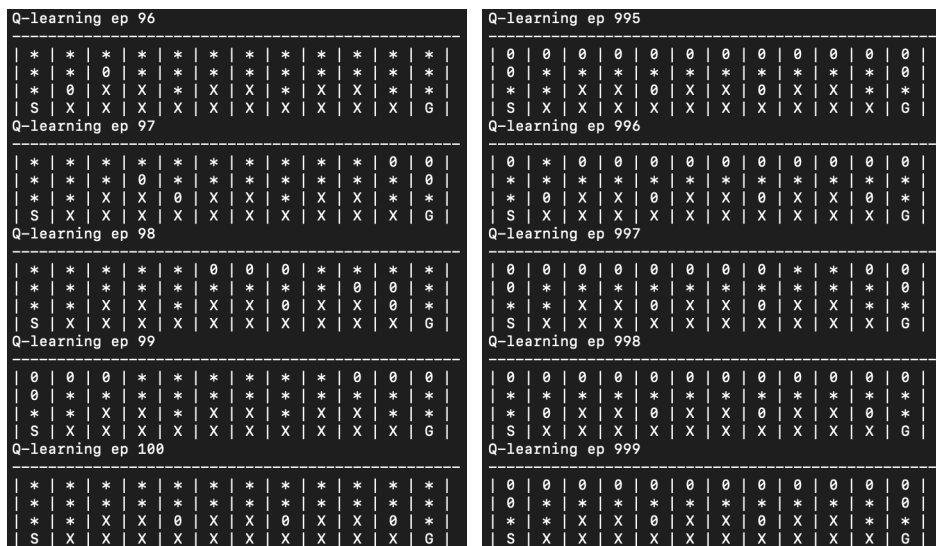 Q-learning ep 96
--------------------------------------------------
| * | * | * | * | * | * | * | * | * | * | * | * |
| * | * | 0 | * | * | * | * | * | * | * | * | * |
| * | 0 | X | X | * | X | X | * | X | X | * | * |
| S | X | X | X | X | X | X | X | X | X | X | G |
Q-learning ep 97
--------------------------------------------------
| * | * | * | * | * | * | * | * | * | * | 0 | 0 |
| * | * | * | 0 | * | * | * | * | * | * | * | 0 |
| * | * | X | X | 0 | X | X | * | X | X | * | * |
| S | X | X | X | X | X | X | X | X | X | X | G |
Q-learning ep 98
--------------------------------------------------
| * | * | * | * | * | 0 | 0 | 0 | * | * | * | * |
| * | * | * | * | * | * | * | * | * | 0 | 0 | * |
| * | * | X | X | * | X | X | 0 | X | X | 0 | * |
| S | X | X | X | X | X | X | X | X | X | X | G |
Q-learning ep 99
--------------------------------------------------
| 0 | 0 | 0 | * | * | * | * | * | * | 0 | 0 | 0 |
| 0 | * | * | * | * | * | * | * | * | * | * | * |
| * | * | X | X | * | X | X | * | X | X | * | * |
| S | X | X | X | X | X | X | X | X | X | X | G |
Q-learning ep 100
--------------------------------------------------
| * | * | * | * | * | * | * | * | * | * | * | * |
| * | * | * | * | * | * | * | * | * | * | * | * |
| * | * | X | X | 0 | X | X | 0 | X | X | 0 | * |
| S | X | X | X | X | X | X | X | X | X | X | G |
Q-learning ep 995
--------------------------------------------------
| 0 | 0 | 0 | 0 | 0 | 0 | 0 | 0 | 0 | 0 | 0 | 0 |
| 0 | * | * | * | * | * | * | * | * | * | * | 0 |
| * | * | X | X | 0 | X | X | 0 | X | X | * | * |
| S | X | X | X | X | X | X | X | X | X | X | G |
Q-learning ep 996
--------------------------------------------------
| 0 | * | 0 | 0 | 0 | 0 | 0 | 0 | 0 | 0 | 0 | 0 |
| * | * | * | * | * | * | * | * | * | * | * | * |
| * | 0 | X | X | 0 | X | X | 0 | X | X | 0 | * |
| S | X | X | X | X | X | X | X | X | X | X | G |
Q-learning ep 997
--------------------------------------------------
| 0 | 0 | 0 | 0 | 0 | 0 | 0 | 0 | * | * | 0 | 0 |
| 0 | * | * | * | * | * | * | * | * | * | * | * |
| * | * | X | X | 0 | X | X | 0 | X | X | * | * |
| S | X | X | X | X | X | X | X | X | X | X | G |
Q-learning ep 998
--------------------------------------------------
| 0 | 0 | 0 | 0 | 0 | 0 | 0 | 0 | 0 | 0 | 0 | 0 |
| * | * | * | * | * | * | * | * | * | * | * | * |
| * | 0 | X | X | 0 | X | X | 0 | X | X | 0 | * |
| S | X | X | X | X | X | X | X | X | X | X | G |
Q-learning ep 999
--------------------------------------------------
| 0 | 0 | 0 | 0 | 0 | 0 | 0 | 0 | 0 | 0 | 0 | 0 |
| 0 | * | * | * | * | * | * | * | * | * | * | 0 |
| * | * | X | X | 0 | X | X | 0 | X | X | * | * |
| S | X | X | X | X | X | X | X | X | X | X | G |